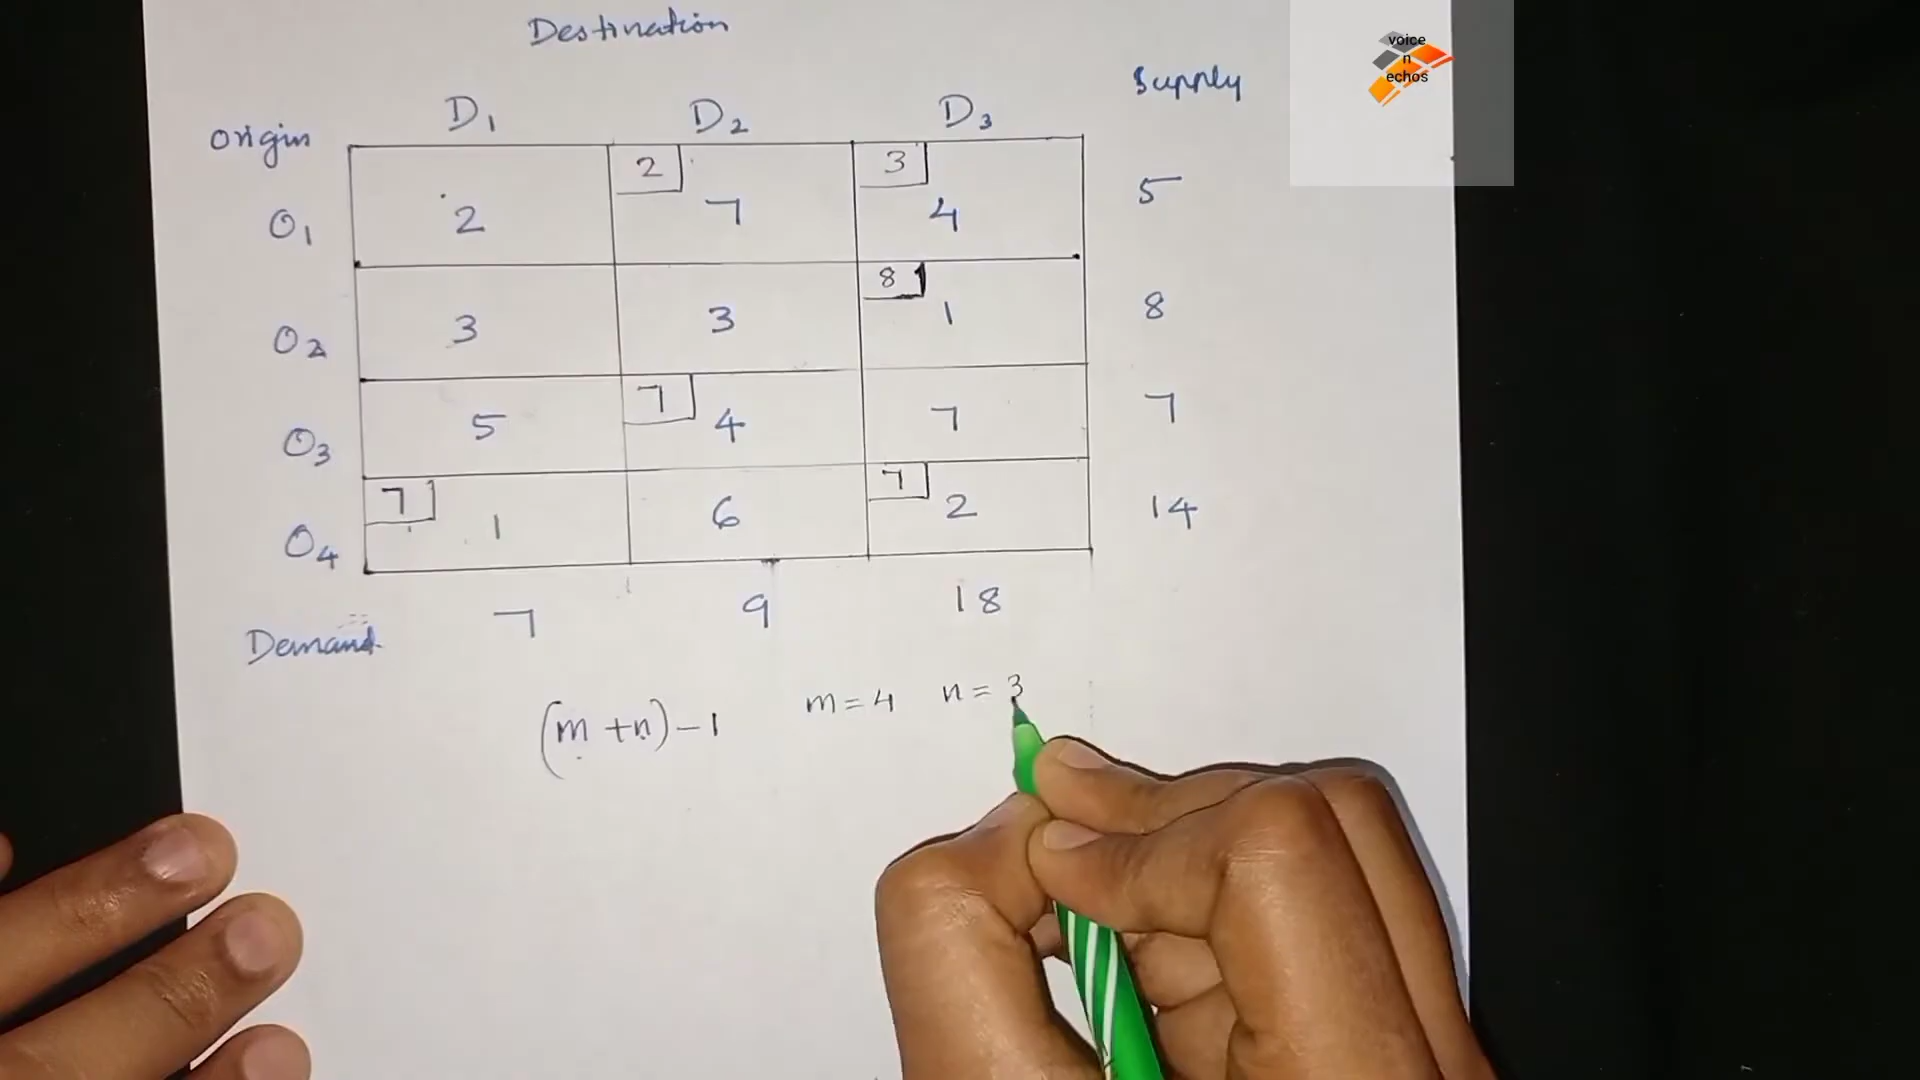 Destination
voice
n
echos
Supply
Origin D1 D2 D3
2 3
O1 2 7 4 5
8
O2 3 3 1 8
7
O3 5 4 7 7
7 7
O4 1 6 2 14
Demand 7 9 18
(m + n) - 1 m = 4 n = 3